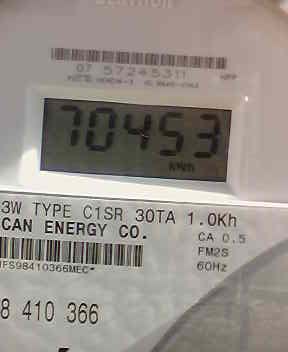 07 57245311
70453
kWh
3W TYPE C1SR 30TA 1.0Kh
CAN ENERGY CO.
CA 0.5
FM2S
60Hz
IFS98410366MEC*
8 410 366